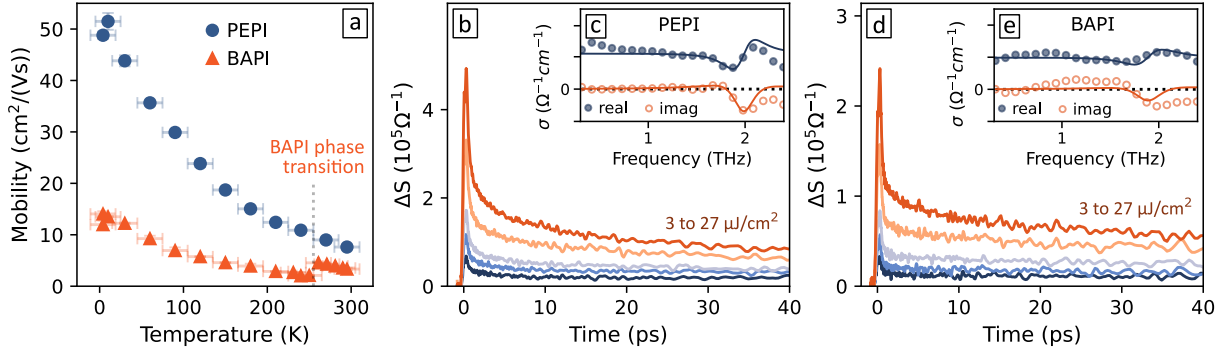 a
PEPI
BAPI
BAPI phase
transition
50
40
30
20
10
0
Mobility (cm²/(Vs))
0
100
200
300
Temperature (K)
b
4
2
0
ΔS (10⁵Ω⁻¹)
3 to 27 μJ/cm²
0
10
20
30
40
Time (ps)
c
PEPI
0
σ (Ω⁻¹cm⁻¹)
real
imag
1
2
Frequency (THz)
d
3
2
1
0
ΔS (10⁵Ω⁻¹)
3 to 27 μJ/cm²
0
10
20
30
40
Time (ps)
e
BAPI
0
σ (Ω⁻¹cm⁻¹)
real
imag
1
2
Frequency (THz)